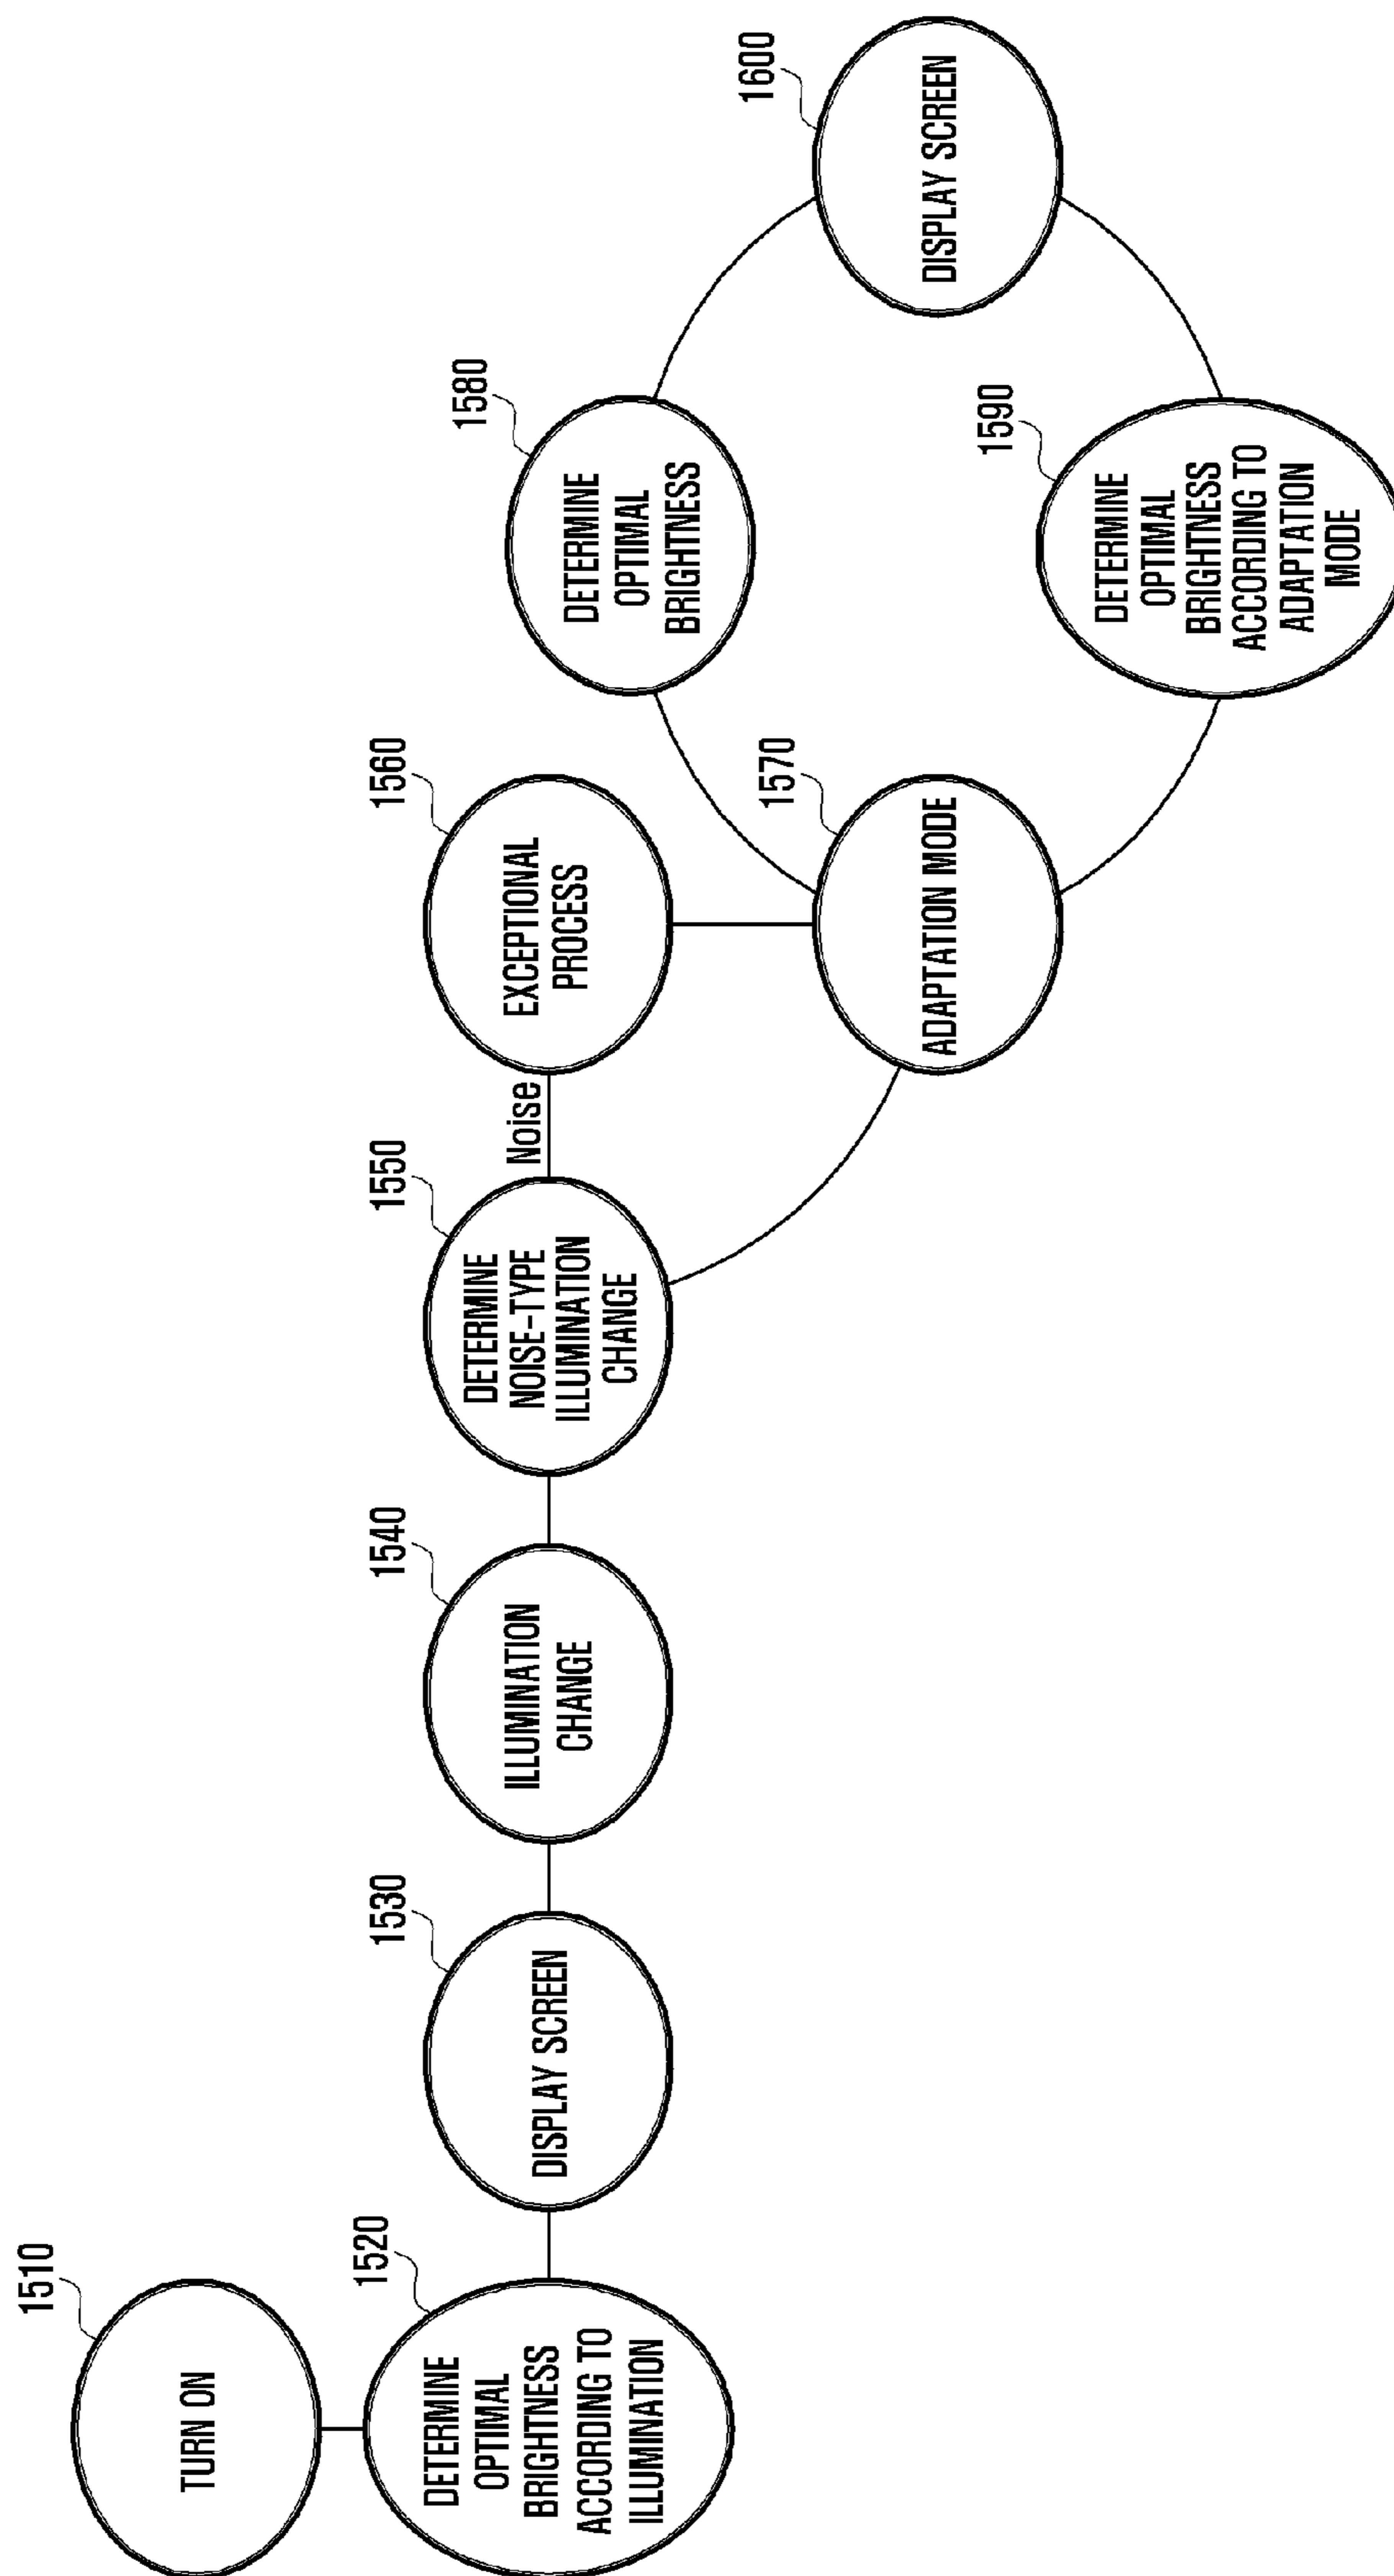 1510
TURN ON
1520
DETERMINE
OPTIMAL
BRIGHTNESS
ACCORDING TO
ILLUMINATION
1530
DISPLAY SCREEN
1540
ILLUMINATION
CHANGE
1550
DETERMINE
NOISE-TYPE
ILLUMINATION
CHANGE
Noise
1560
EXCEPTIONAL
PROCESS
1570
ADAPTATION MODE
1580
DETERMINE
OPTIMAL
BRIGHTNESS
1590
DETERMINE
OPTIMAL
BRIGHTNESS
ACCORDING TO
ADAPTATION
MODE
1600
DISPLAY SCREEN